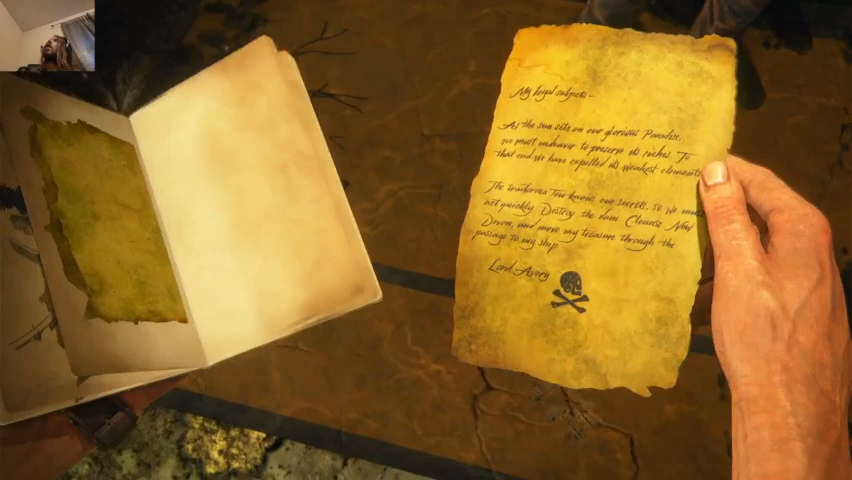 My loyal subjects-
As the sun sets on our glorious Paradise,
we must endeavor to preserve its riches. To
that end we have expelled its weakest elements.
The traitorous Tew knows our secrets, so we must
act quickly. Destroy the dam. Cleanse New
Devon, and move my treasure through the
passage to my ship.
Lord Avery